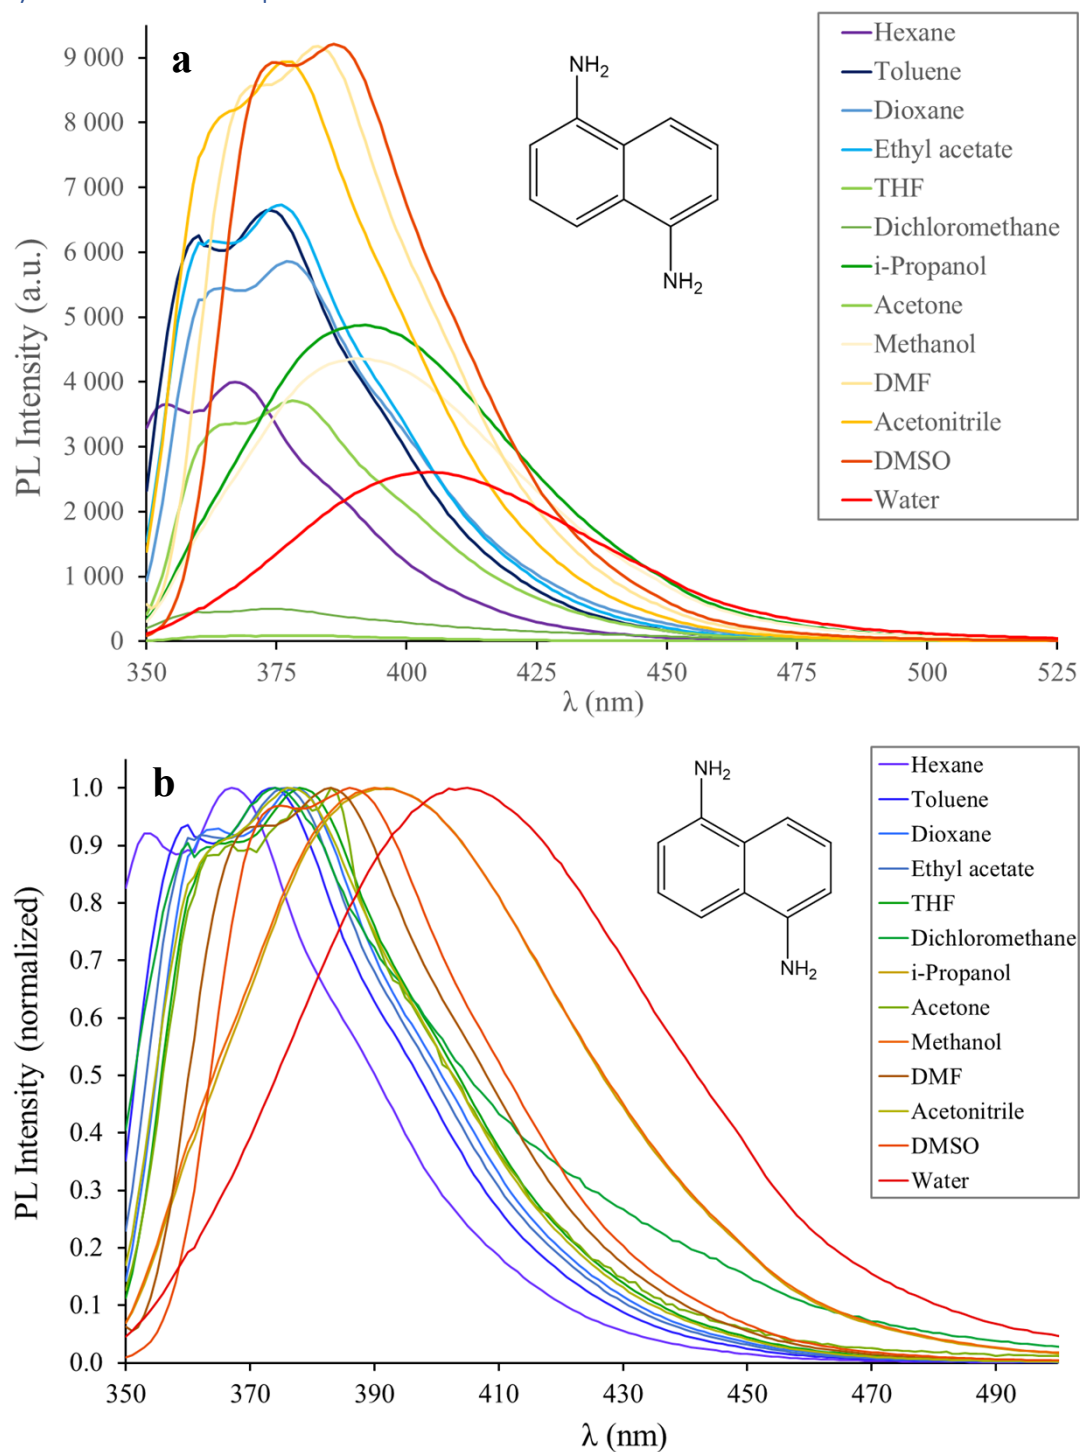 a
NH₂
NH₂
Hexane
Toluene
Dioxane
Ethyl acetate
THF
Dichloromethane
i-Propanol
Acetone
Methanol
DMF
Acetonitrile
DMSO
Water
PL Intensity (a.u.)
9 000
8 000
7 000
6 000
5 000
4 000
3 000
2 000
1 000
0
350 375 400 425 450 475 500 525
λ (nm)
b
NH₂
NH₂
Hexane
Toluene
Dioxane
Ethyl acetate
THF
Dichloromethane
i-Propanol
Acetone
Methanol
DMF
Acetonitrile
DMSO
Water
PL Intensity (normalized)
1.0
0.9
0.8
0.7
0.6
0.5
0.4
0.3
0.2
0.1
0.0
350 370 390 410 430 450 470 490
λ (nm)